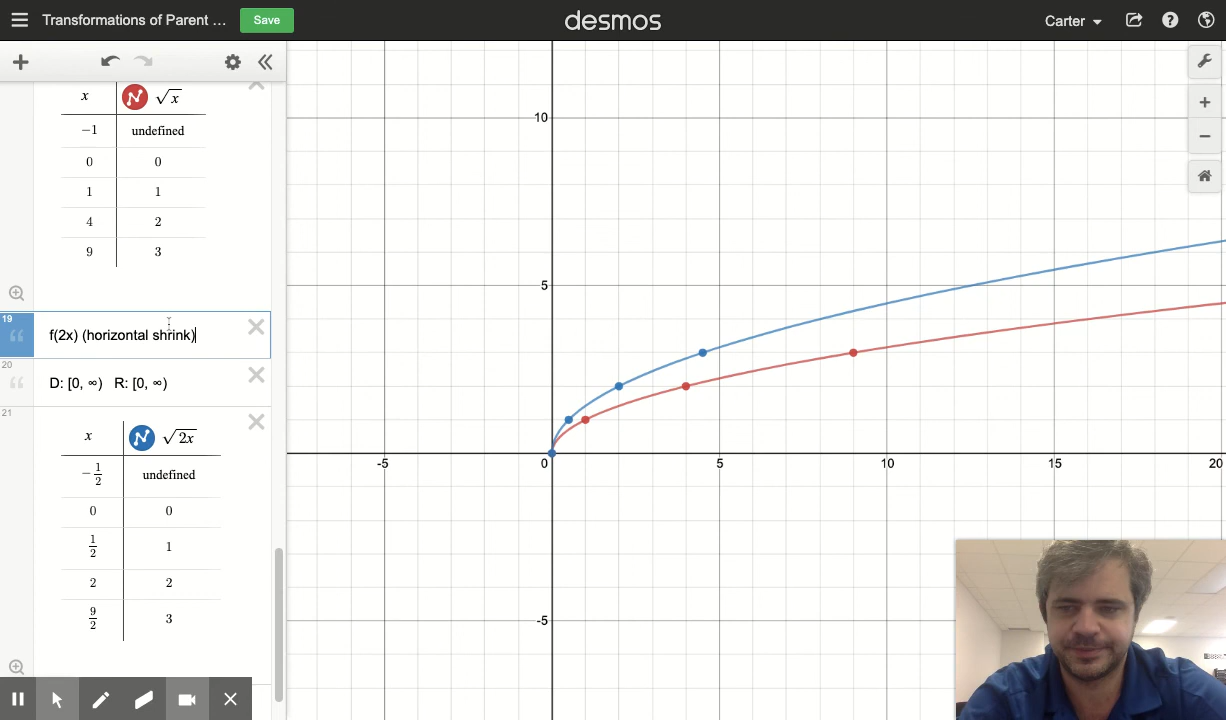 Transformations of Parent ...
Save
desmos
Carter
x √x
−1 undefined
0 0
1 1
4 2
9 3
19
f(2x) (horizontal shrink)
20
D: [0, ∞) R: [0, ∞)
21
x √2x
−1/2 undefined
0 0
1/2 1
2 2
9/2 3
10
5
-5
0
5
10
15
20
-5